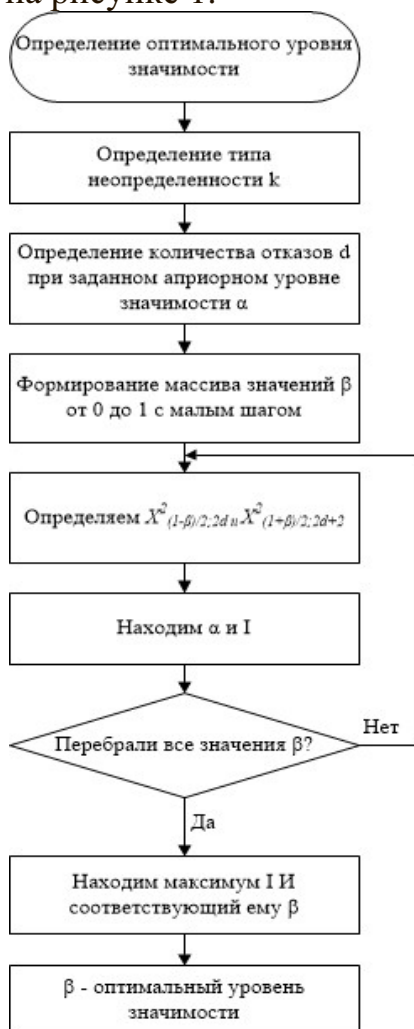 на рисунке 1.
Определение оптимального уровня
значимости
Определение типа
неопределенности k
Определение количества отказов d
при заданном априорном уровне
значимости α
Формирование массива значений β
от 0 до 1 с малым шагом
Определяем X²(1-β)/2;2d и X²(1+β)/2;2d+2
Находим α и I
Перебрали все значения β?
Нет
Да
Находим максимум I И
соответствующий ему β
β - оптимальный уровень
значимости